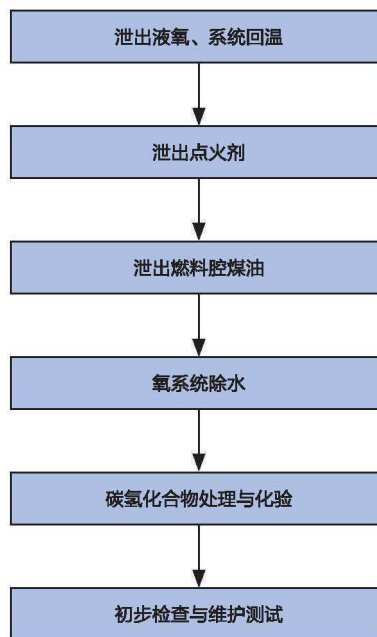 泄出液氧、系统回温
泄出点火剂
泄出燃料腔煤油
氧系统除水
碳氢化合物处理与化验
初步检查与维护测试